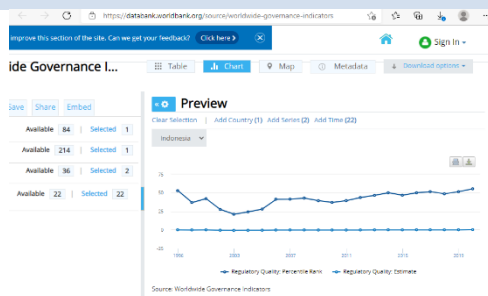 https://databank.worldbank.org/source/worldwide-governance-indicators
improve this section of the site. Can we get your feedback? Click here
Sign In
ide Governance I...
Table Chart Map Metadata Download options
Save Share Embed
Preview
Clear Selection | Add Country (1) Add Series (2) Add Time (22)
Available 84 | Selected 1
Available 214 | Selected 1
Available 36 | Selected 2
Available 22 | Selected 22
Indonesia
75
50
25
0
-25
1996 2003 2007 2011 2015 2019
Regulatory Quality: Percentile Rank Regulatory Quality: Estimate
Source: Worldwide Governance Indicators